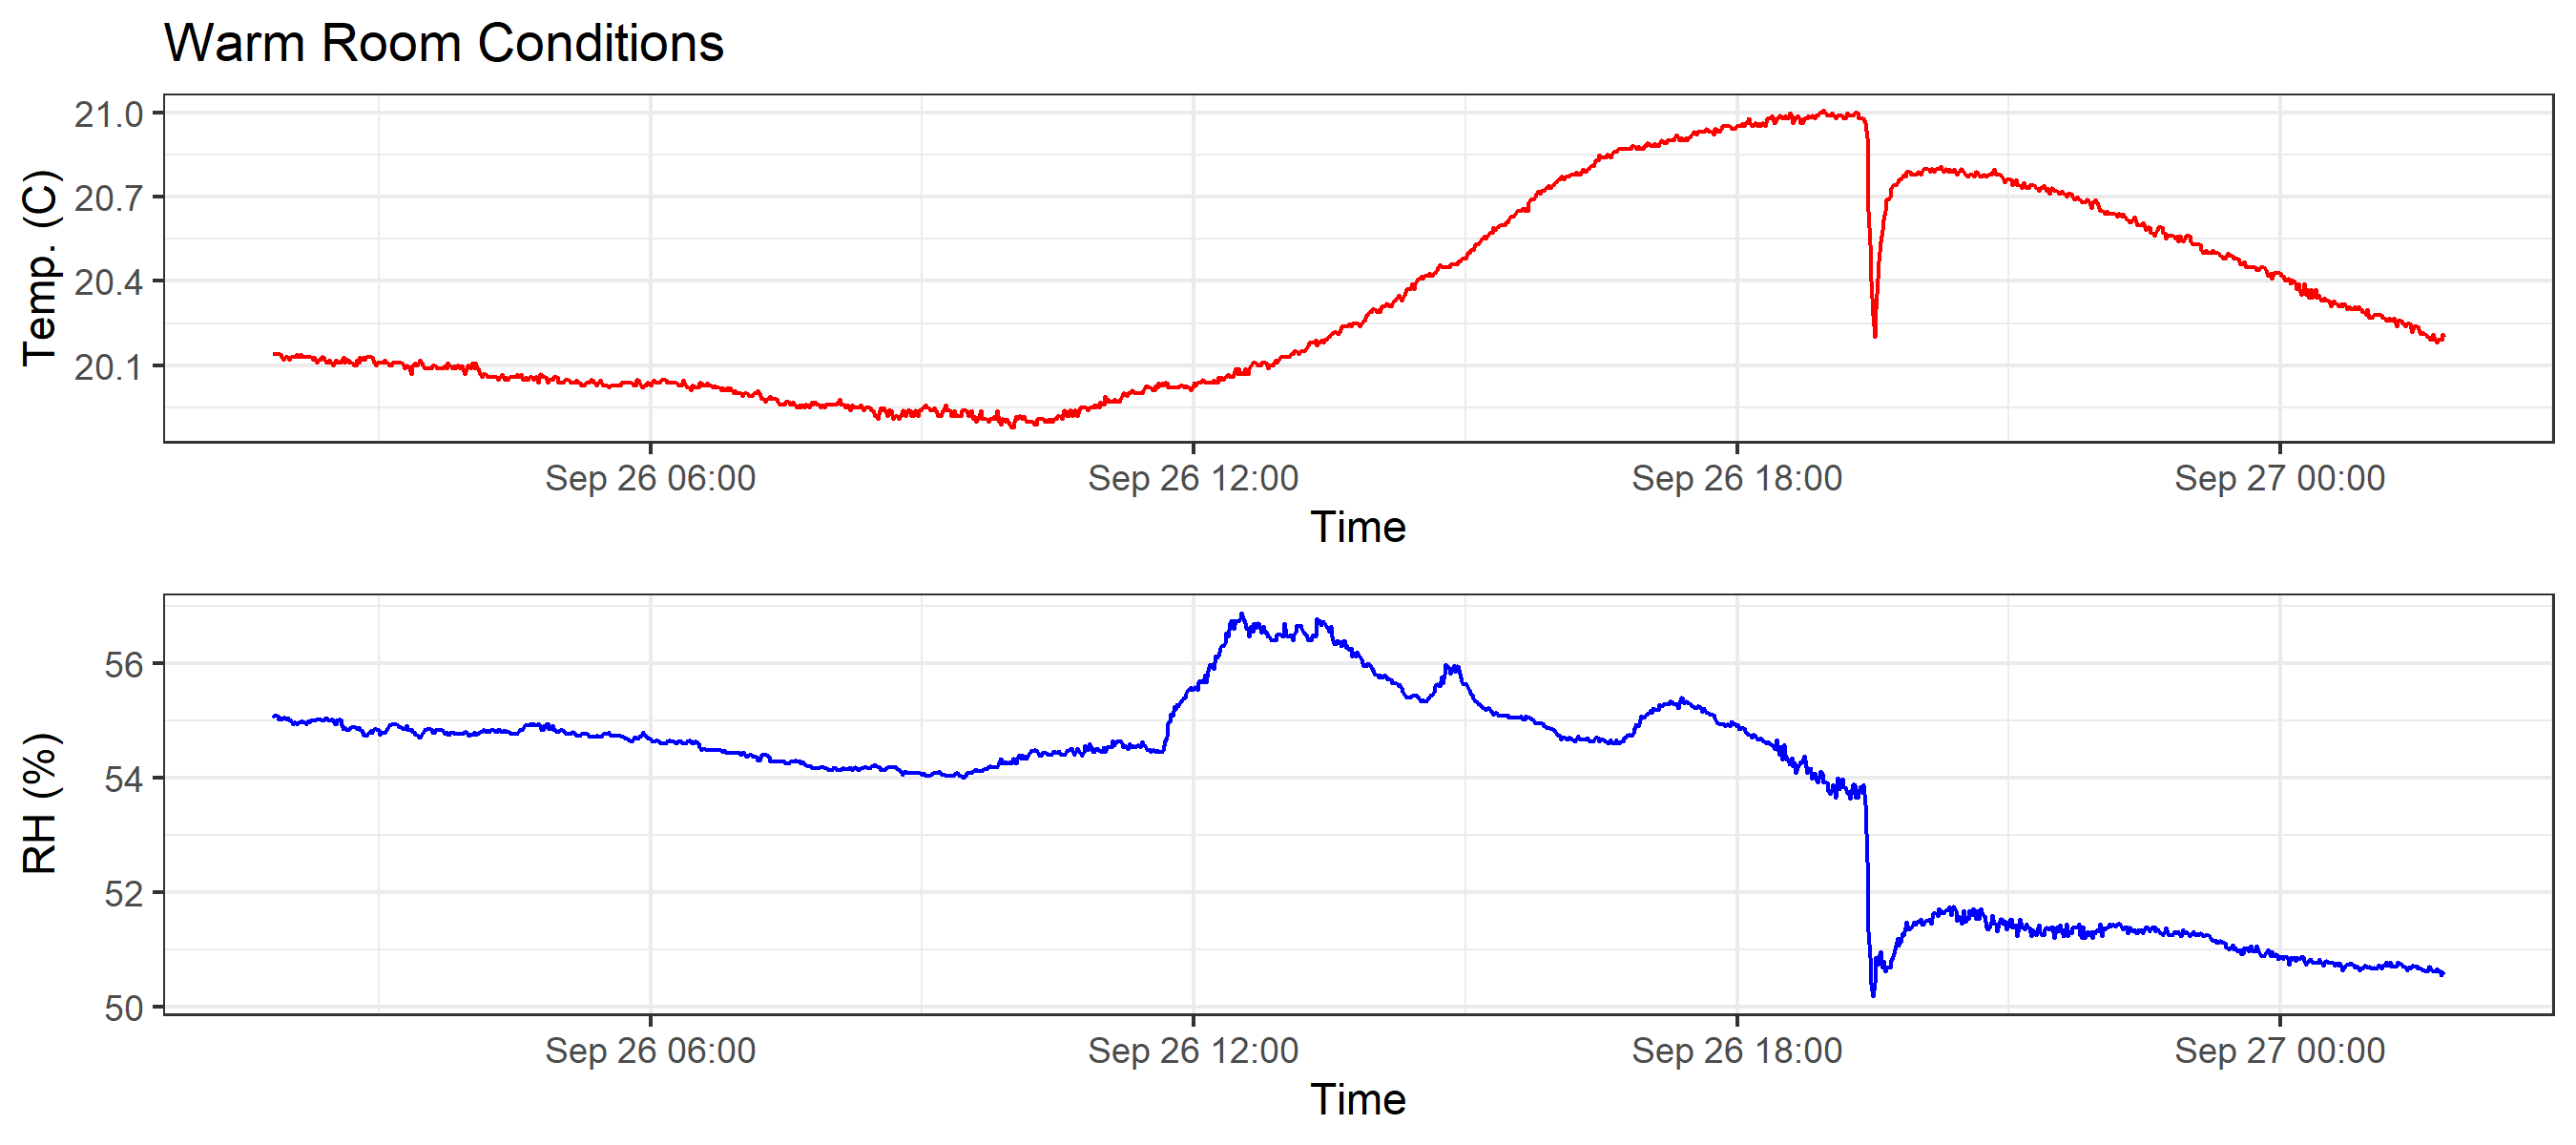 Warm Room Conditions
Temp. (C)
21.0
20.7
20.4
20.1
Sep 26 06:00 Sep 26 12:00 Sep 26 18:00 Sep 27 00:00
Time
RH (%)
56
54
52
50
Sep 26 06:00 Sep 26 12:00 Sep 26 18:00 Sep 27 00:00
Time